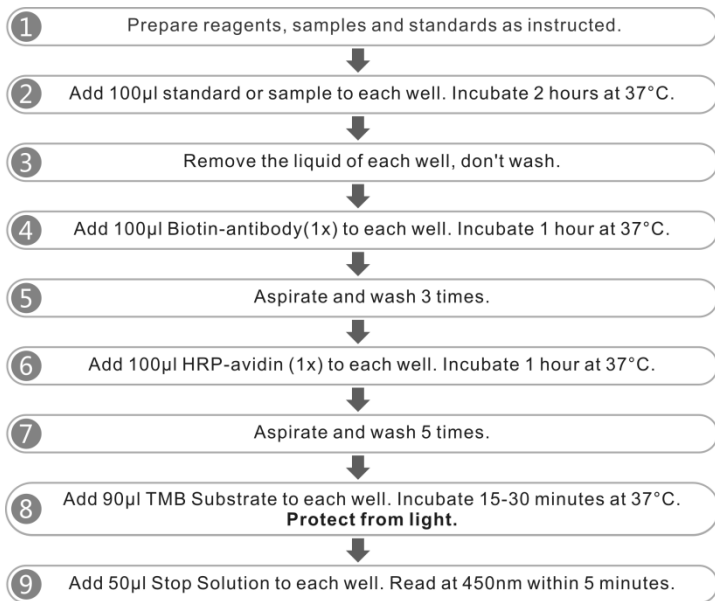 1 Prepare reagents, samples and standards as instructed.
2 Add 100μl standard or sample to each well. Incubate 2 hours at 37°C.
3 Remove the liquid of each well, don't wash.
4 Add 100μl Biotin-antibody(1x) to each well. Incubate 1 hour at 37°C.
5 Aspirate and wash 3 times.
6 Add 100μl HRP-avidin (1x) to each well. Incubate 1 hour at 37°C.
7 Aspirate and wash 5 times.
8 Add 90μl TMB Substrate to each well. Incubate 15-30 minutes at 37°C.
Protect from light.
9 Add 50μl Stop Solution to each well. Read at 450nm within 5 minutes.